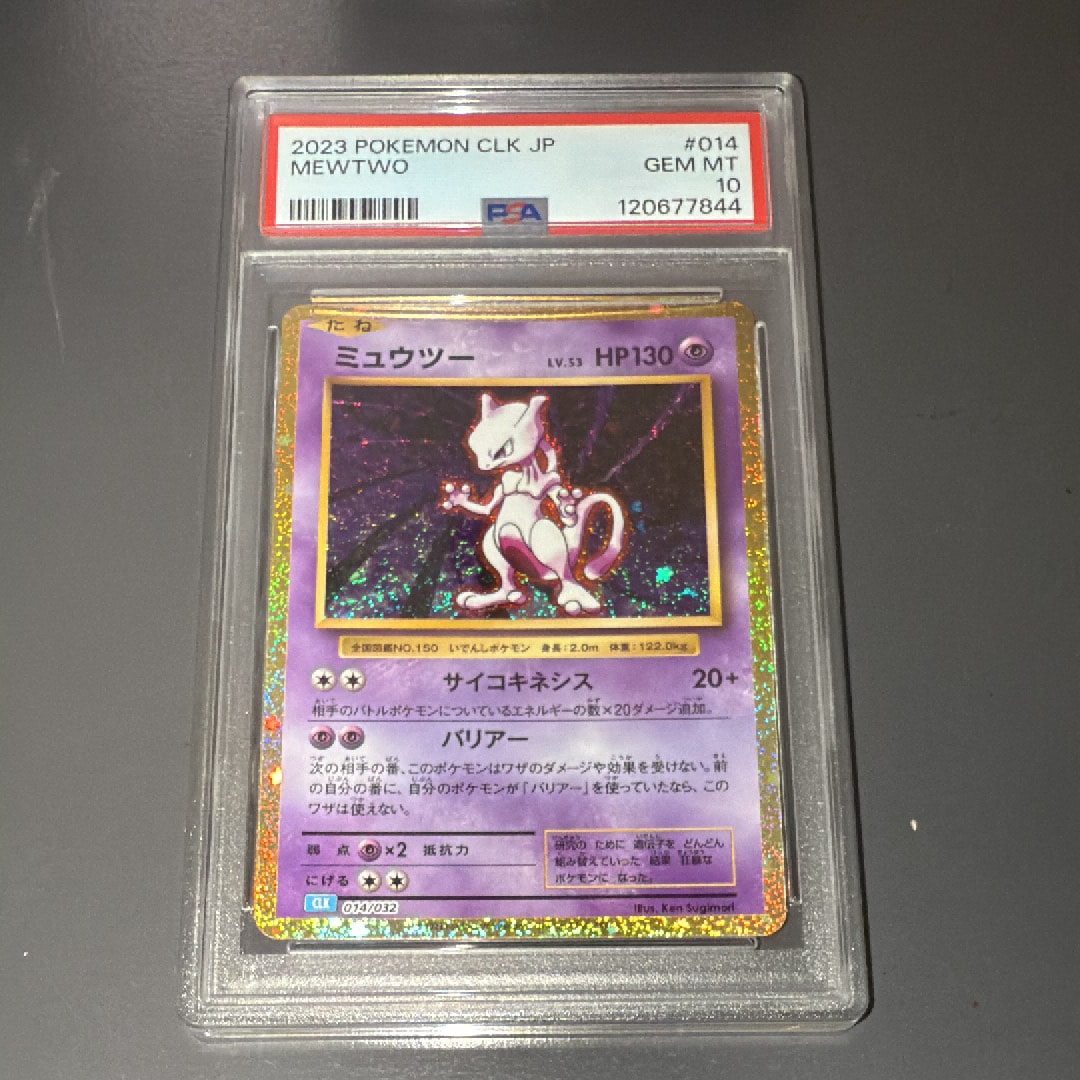 2023 POKEMON CLK JP #014
MEWTWO GEM MT
10
PSA 120677844
たね
ミュウツー LV.53 HP130
全国図鑑NO.150 いでんしポケモン 身長:2.0m 体重:122.0kg
サイコキネシス 20+
相手のバトルポケモンについているエネルギーの数×20ダメージ追加。
バリアー
次の相手の番、このポケモンはワザのダメージや効果を受けない。前
の自分の番に、自分のポケモンが「バリアー」を使っていたなら、この
ワザは使えない。
弱点 ×2 抵抗力
研究の ために 遺伝子を どんどん
組み替えていった 結果 狂暴な
ポケモンに なった。
にげる
CLK 014/032
Illus. Ken Sugimori